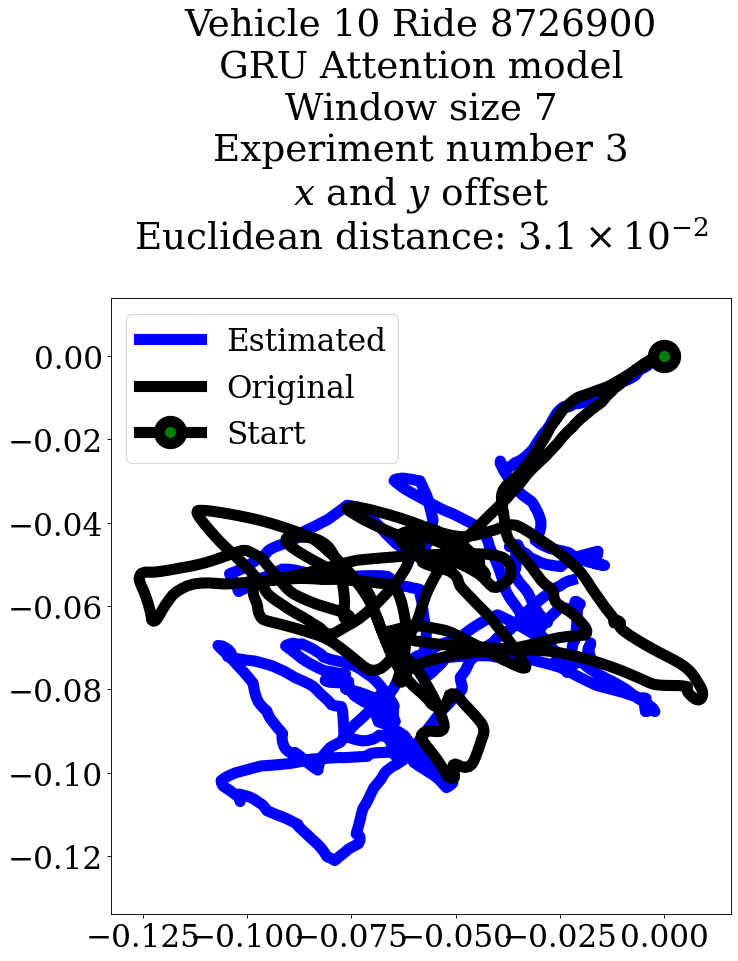 Vehicle 10 Ride 8726900
GRU Attention model
Window size 7
Experiment number 3
x and y offset
Euclidean distance: 3.1 × 10⁻²
Estimated
Original
Start
0.00
−0.02
−0.04
−0.06
−0.08
−0.10
−0.12
−0.125 −0.100 −0.075 −0.050 −0.025 0.000